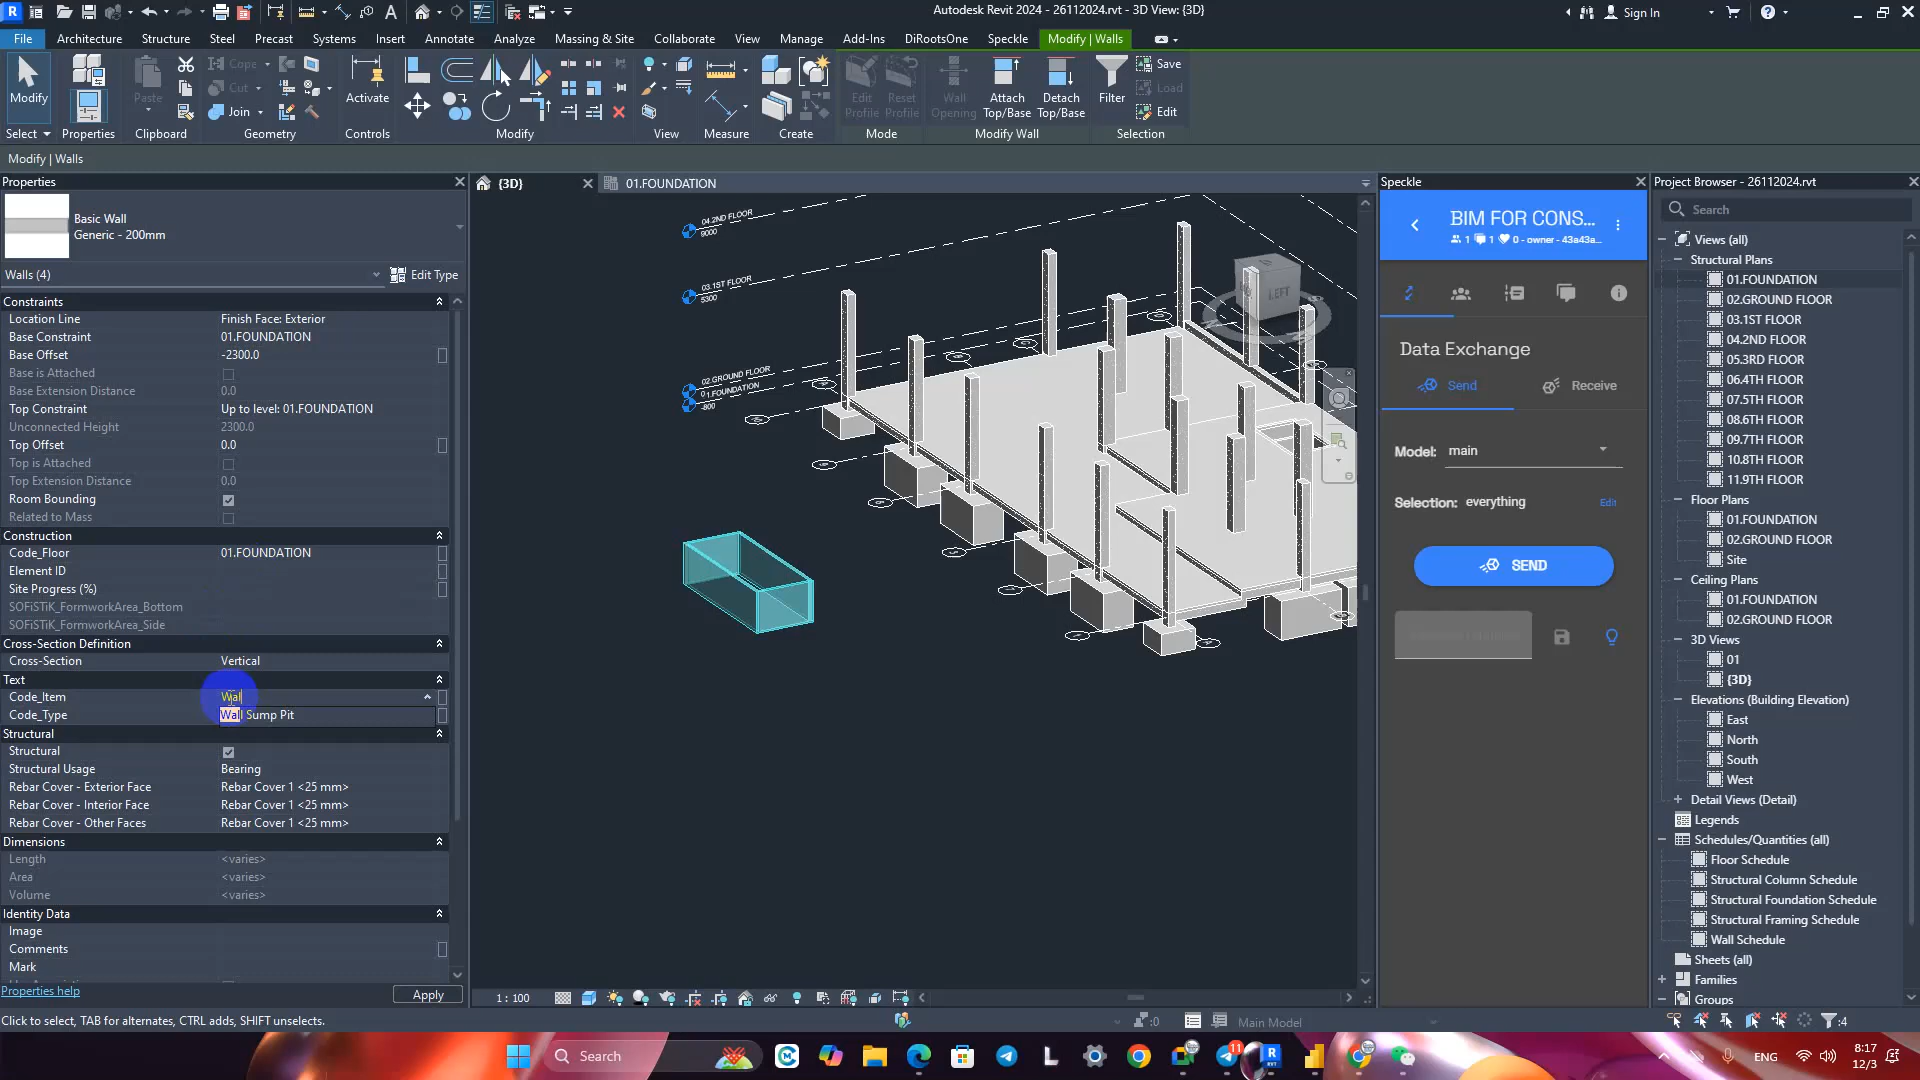 Autodesk Revit 2024 - 26112024.rvt - 3D View: {3D}
Sign In
File Architecture Structure Steel Precast Systems Insert Annotate Analyze Massing & Site Collaborate View Manage Add-Ins DiRootsOne Speckle Modify | Walls
Modify
Paste
Cope
Cut
Join
Activate
Edit Profile
Reset Profile
Wall Opening
Attach Top/Base
Detach Top/Base
Filter
Save
Load
Edit
Select Properties Clipboard Geometry Controls Modify View Measure Create Mode Modify Wall Selection
Modify | Walls
Properties
Basic Wall
Generic - 200mm
Walls (4)
Edit Type
Constraints
Location Line Finish Face: Exterior
Base Constraint 01.FOUNDATION
Base Offset -2300.0
Base is Attached
Base Extension Distance 0.0
Top Constraint Up to level: 01.FOUNDATION
Unconnected Height 2300.0
Top Offset 0.0
Top is Attached
Top Extension Distance 0.0
Room Bounding
Related to Mass
Construction
Code_Floor 01.FOUNDATION
Element ID
Site Progress (%)
SOFiSTiK_FormworkArea_Bottom
SOFiSTiK_FormworkArea_Side
Cross-Section Definition
Cross-Section Vertical
Text
Code_Item Wal
Code_Type Wall Sump Pit
Structural
Structural
Structural Usage Bearing
Rebar Cover - Exterior Face Rebar Cover 1 <25 mm>
Rebar Cover - Interior Face Rebar Cover 1 <25 mm>
Rebar Cover - Other Faces Rebar Cover 1 <25 mm>
Dimensions
Length <varies>
Area <varies>
Volume <varies>
Identity Data
Image
Comments
Mark
Properties help
Apply
{3D}
01.FOUNDATION
04.2ND FLOOR
9000
03.1ST FLOOR
5300
02.GROUND FLOOR
01.FOUNDATION
-800
LEFT
1 : 100
Speckle
BIM FOR CONS...
1 1 0 - owner - 43a43a...
Data Exchange
Send
Receive
Model: main
Selection: everything Edit
SEND
Project Browser - 26112024.rvt
Search
Views (all)
Structural Plans
01.FOUNDATION
02.GROUND FLOOR
03.1ST FLOOR
04.2ND FLOOR
05.3RD FLOOR
06.4TH FLOOR
07.5TH FLOOR
08.6TH FLOOR
09.7TH FLOOR
10.8TH FLOOR
11.9TH FLOOR
Floor Plans
01.FOUNDATION
02.GROUND FLOOR
Site
Ceiling Plans
01.FOUNDATION
02.GROUND FLOOR
3D Views
01
{3D}
Elevations (Building Elevation)
East
North
South
West
Detail Views (Detail)
Legends
Schedules/Quantities (all)
Floor Schedule
Structural Column Schedule
Structural Foundation Schedule
Structural Framing Schedule
Wall Schedule
Sheets (all)
Families
Groups
Click to select, TAB for alternates, CTRL adds, SHIFT unselects.
:0
Main Model
:4
Search
11
ENG
8:17
12/3